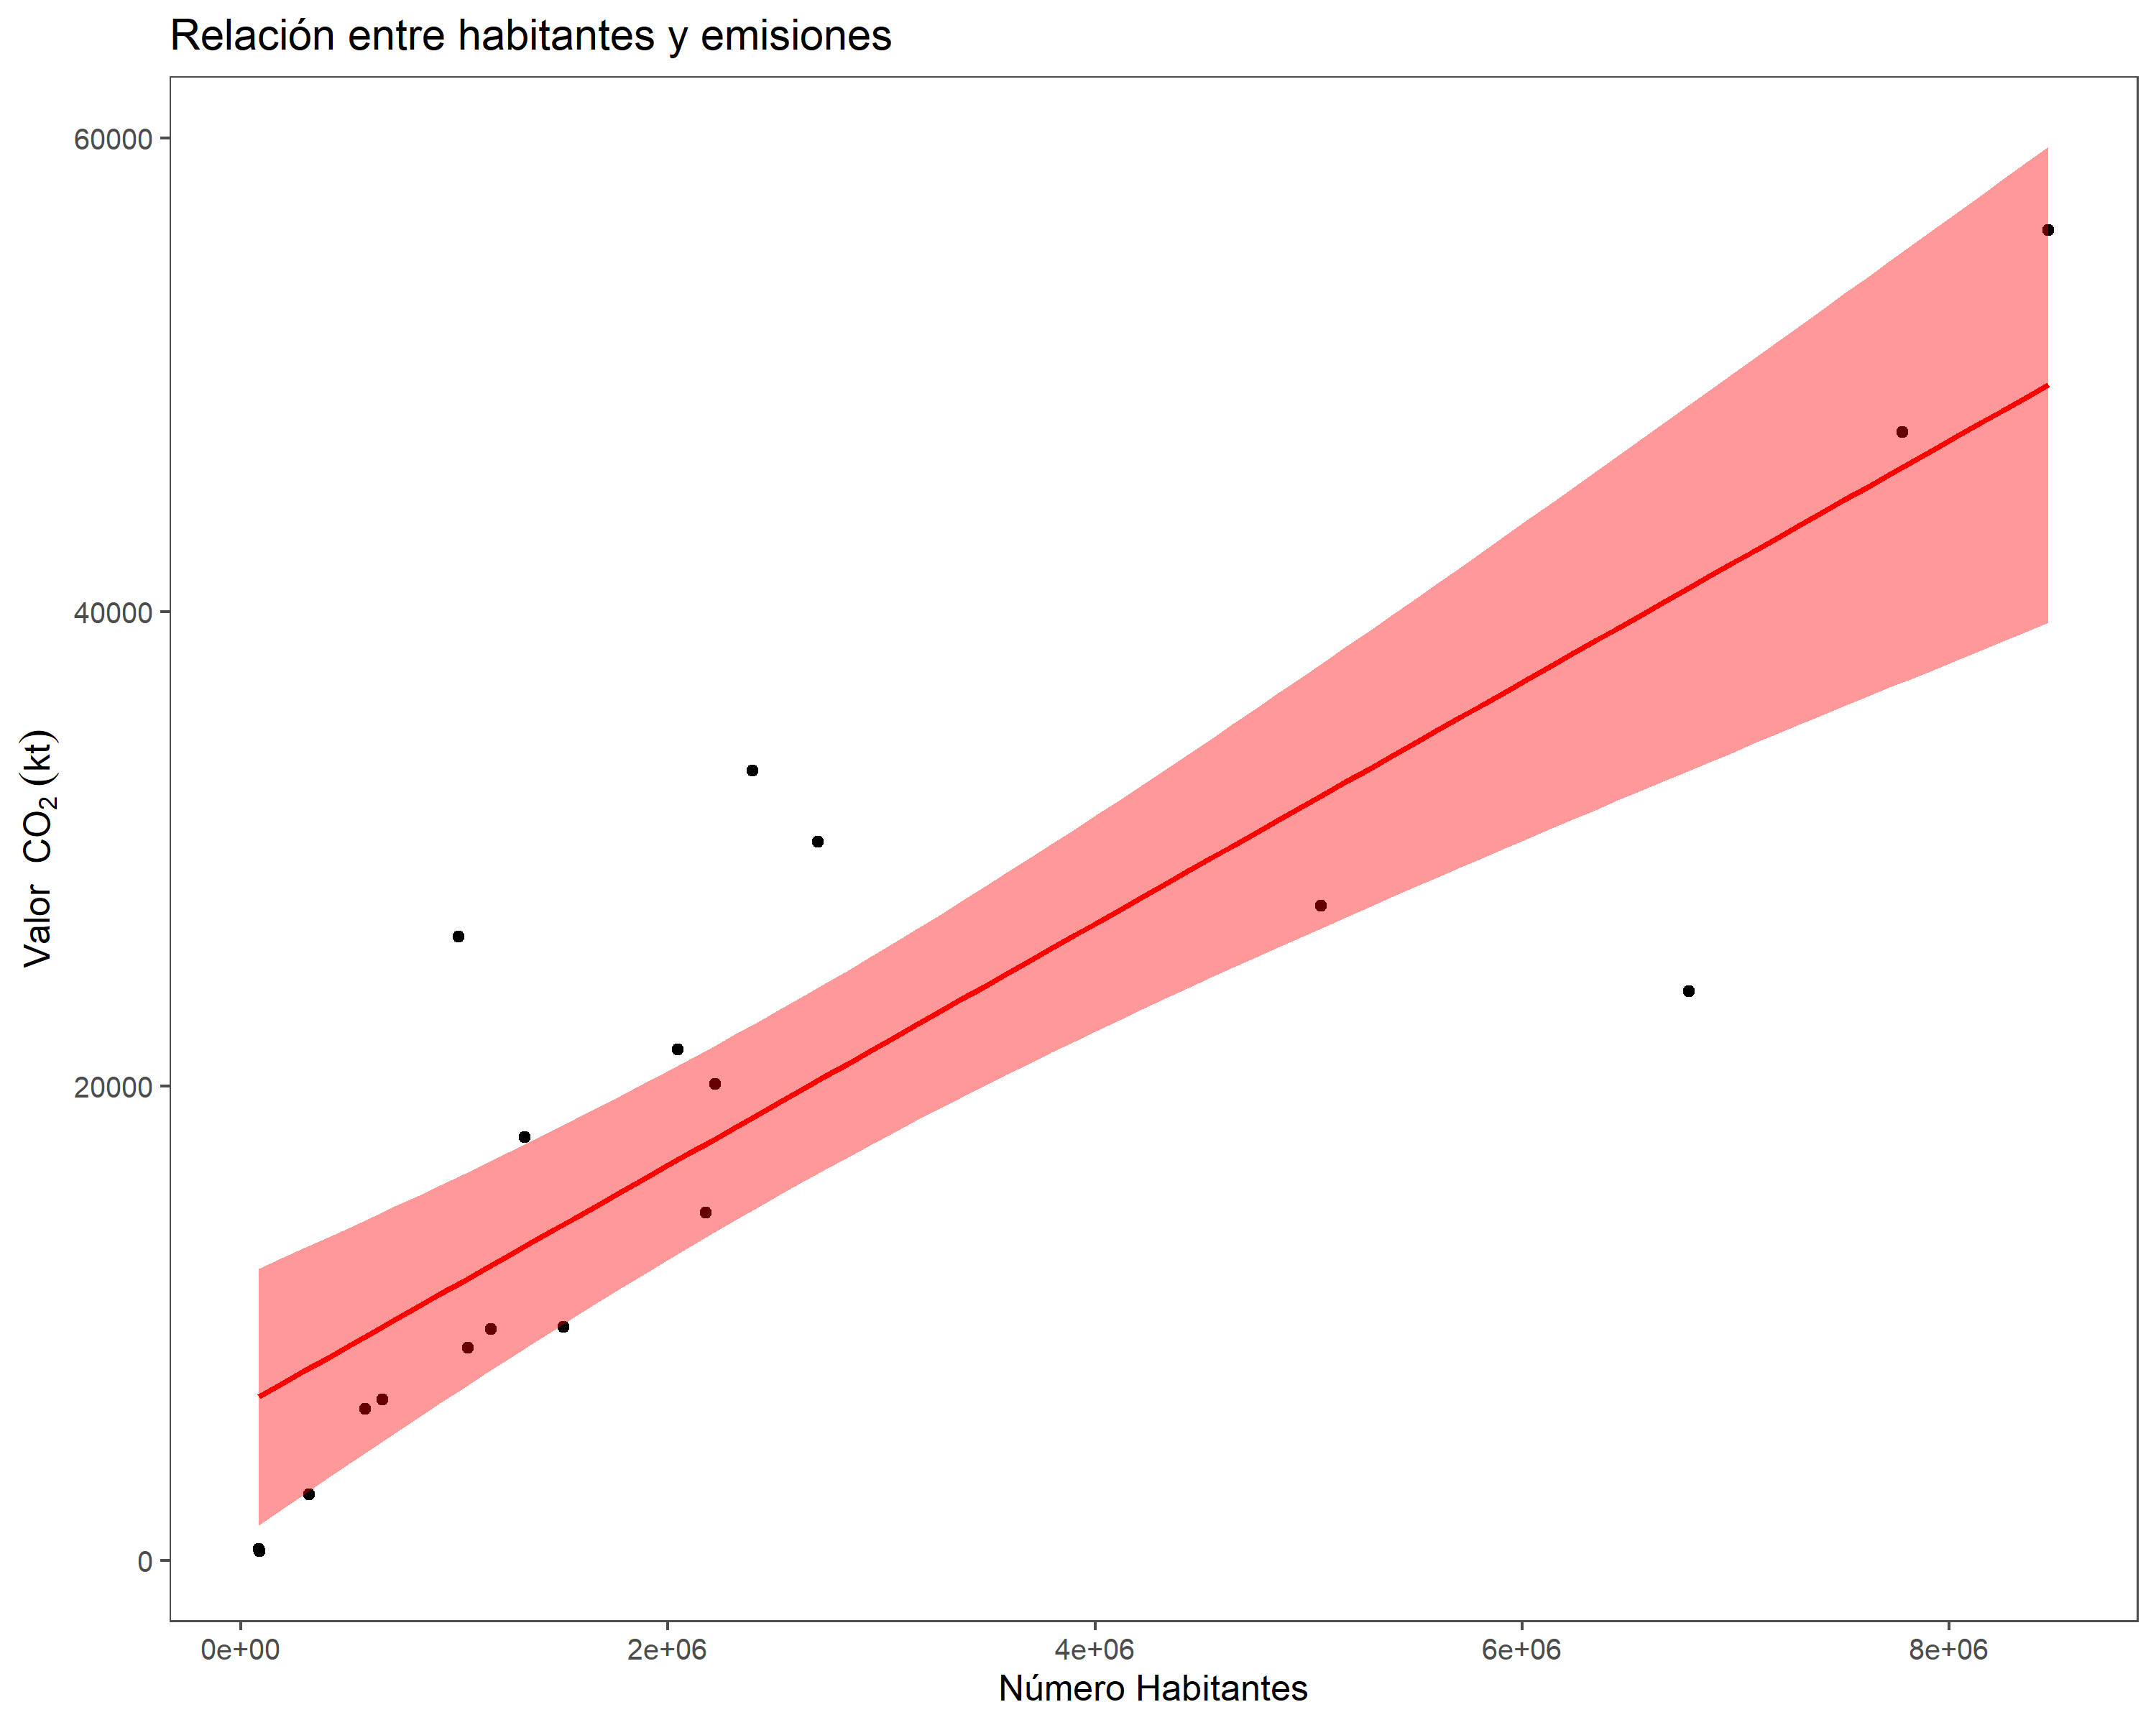 Relación entre habitantes y emisiones
60000
40000
20000
0
Valor CO₂ (kt)
0e+00
2e+06
4e+06
6e+06
8e+06
Número Habitantes